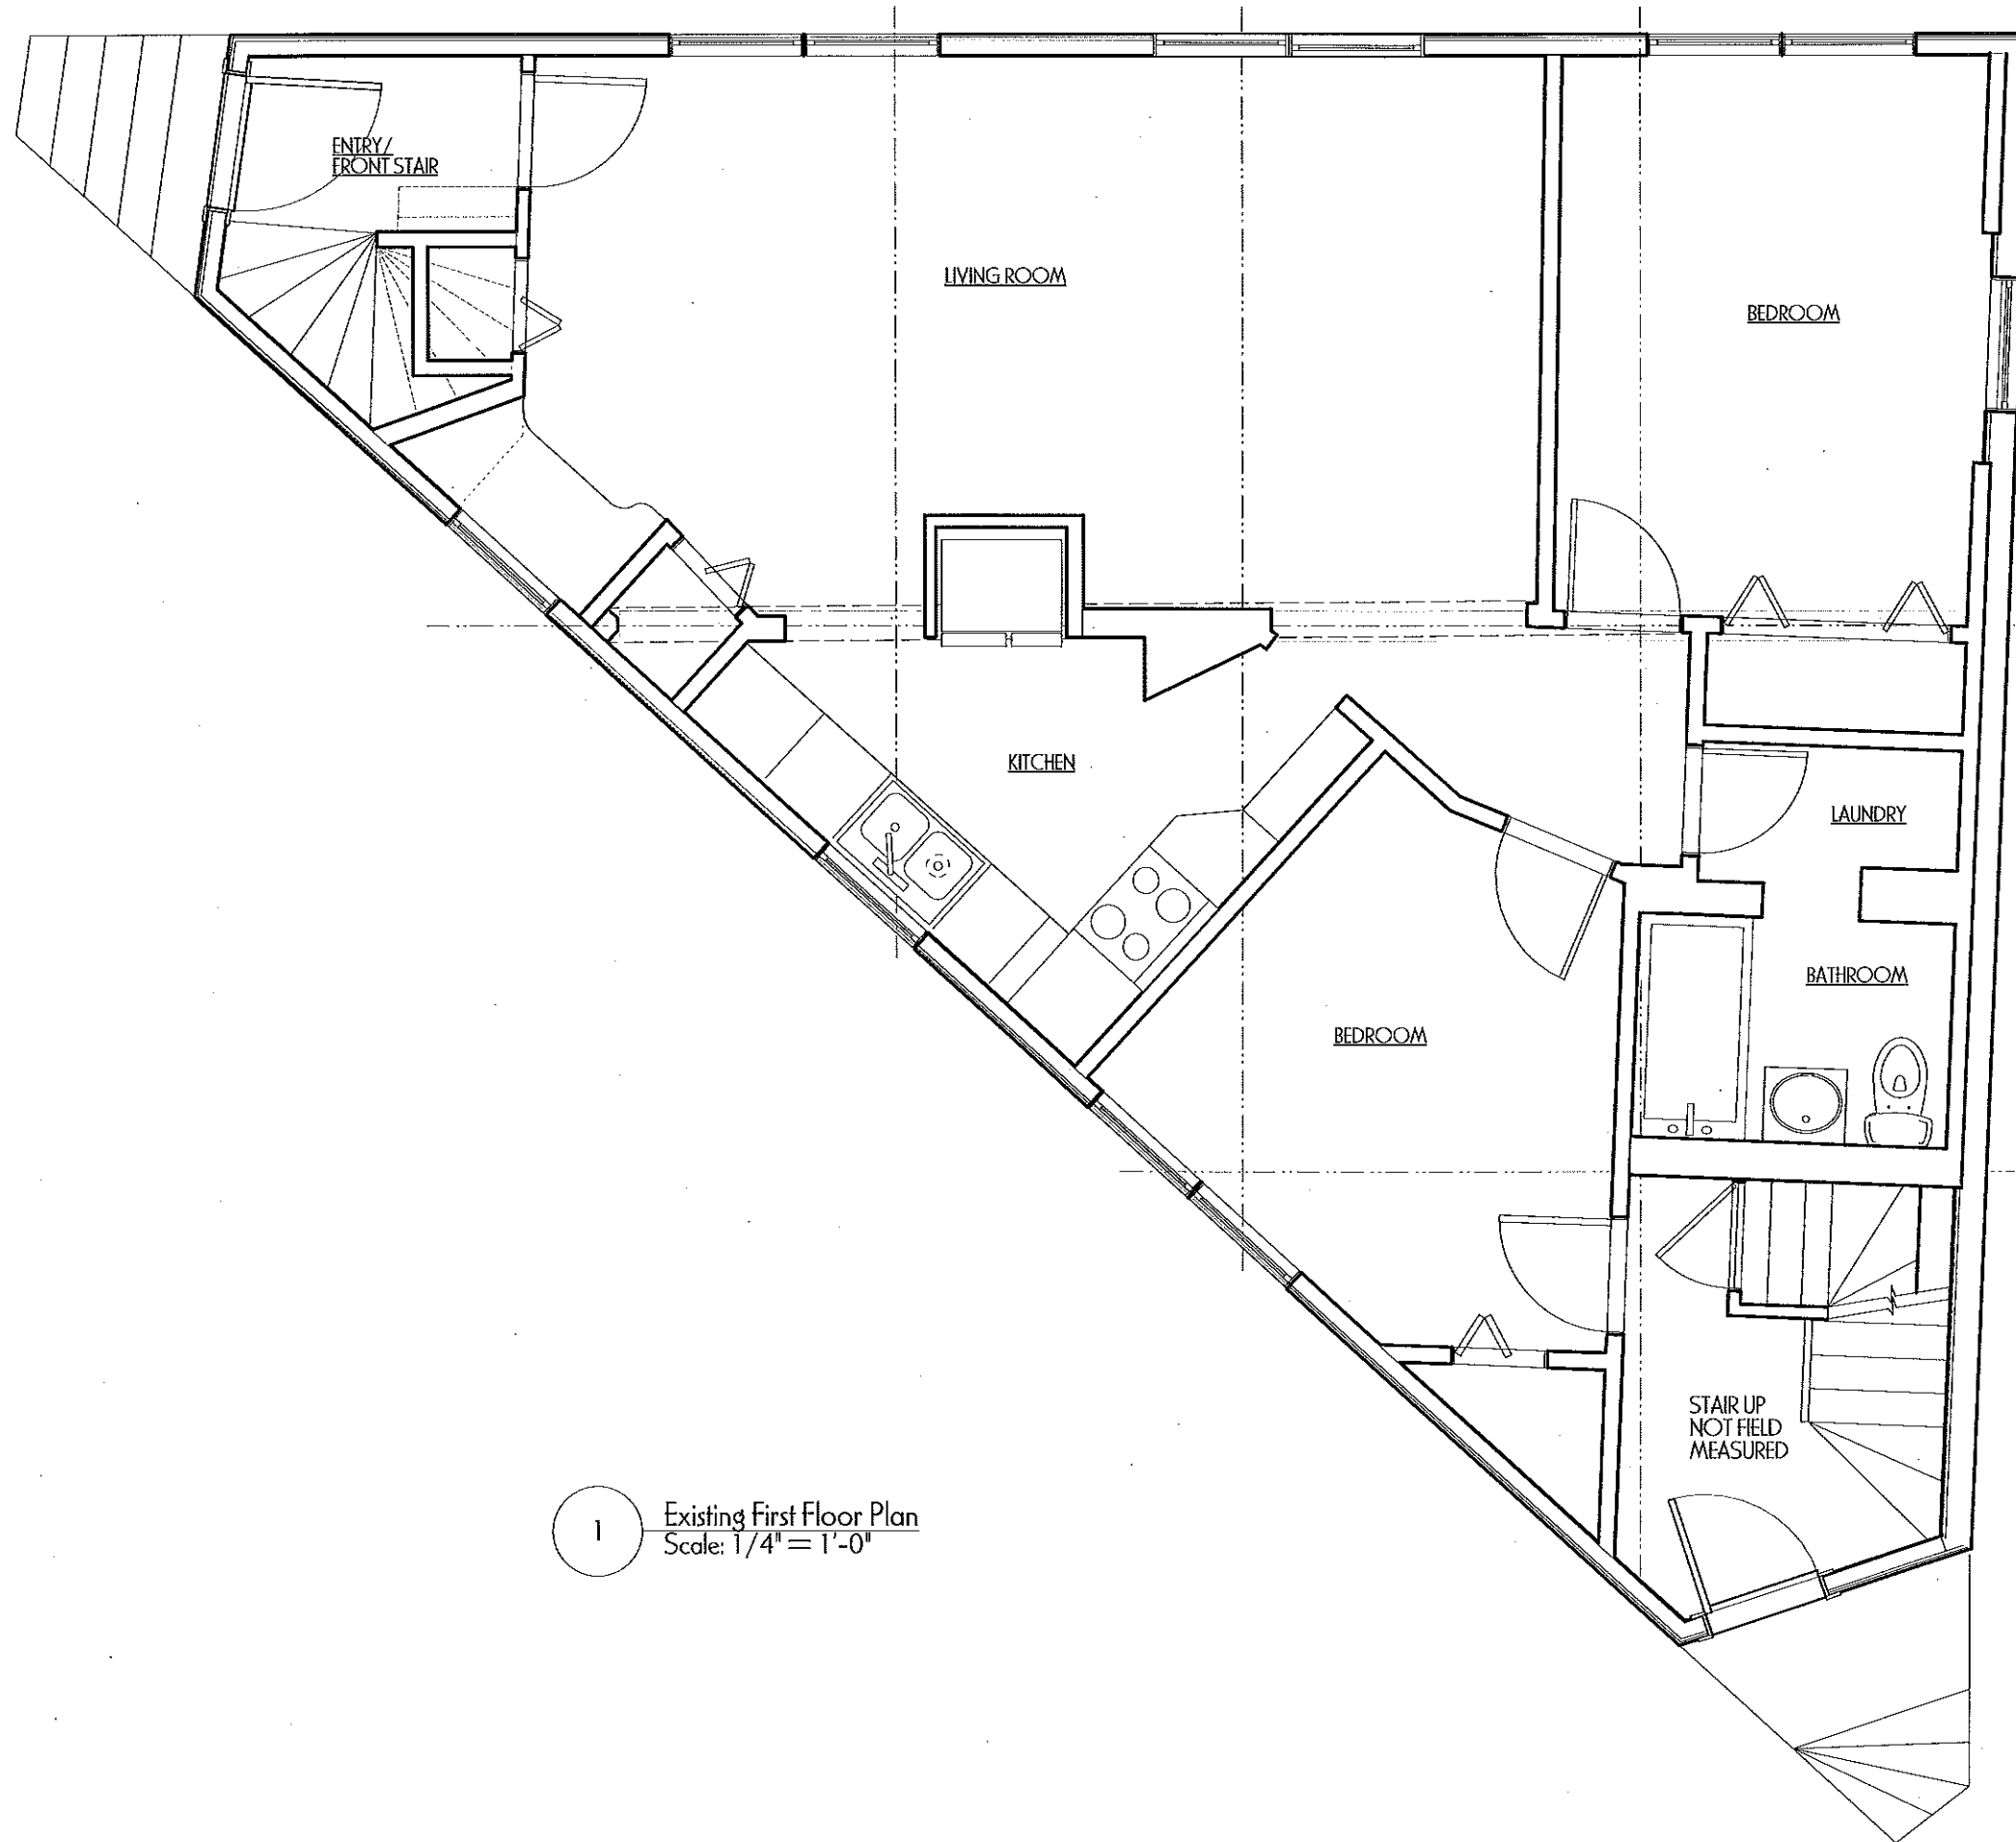 ENTRY/
FRONT STAIR
LIVING ROOM
BEDROOM
KITCHEN
LAUNDRY
BATHROOM
BEDROOM
STAIR UP
NOT FIELD
MEASURED
1
Existing First Floor Plan
Scale: 1/4" = 1'-0"